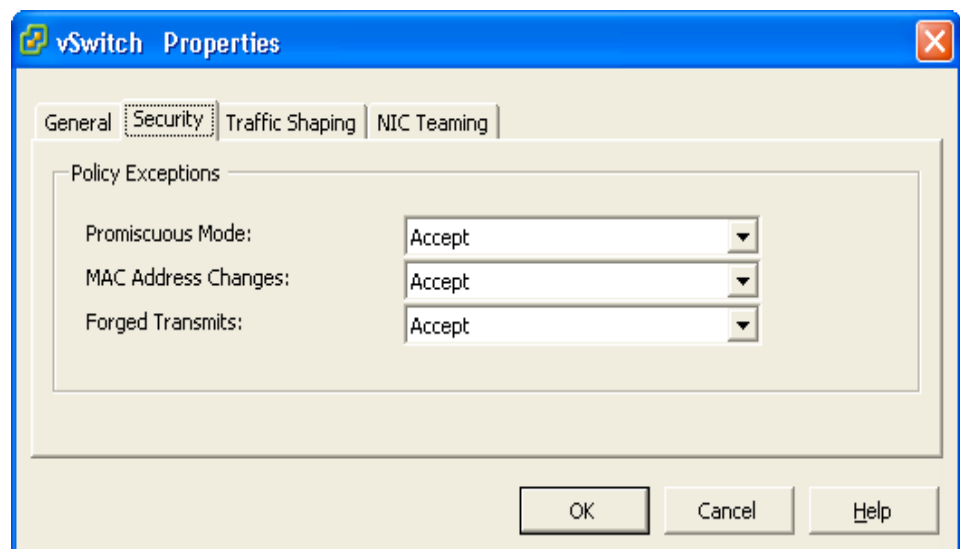 vSwitch Properties
General Security Traffic Shaping NIC Teaming
Policy Exceptions
Promiscuous Mode: Accept
MAC Address Changes: Accept
Forged Transmits: Accept
OK Cancel Help